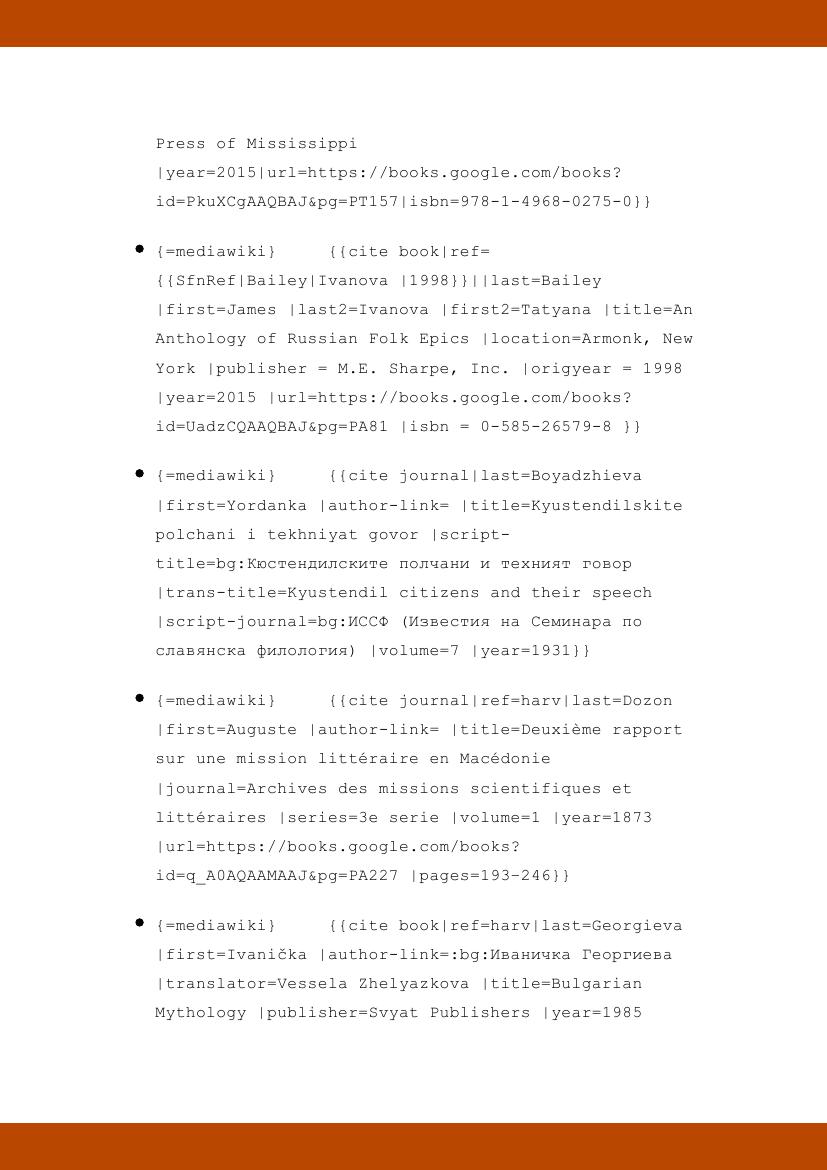 Press of Mississippi
|year=2015|url=https://books.google.com/books?
id=PkuXCgAAQBAJ&pg=PT157|isbn=978-1-4968-0275-0}}
• {=mediawiki} {{cite book|ref=
{{SfnRef|Bailey|Ivanova |1998}}||last=Bailey
|first=James |last2=Ivanova |first2=Tatyana |title=An
Anthology of Russian Folk Epics |location=Armonk, New
York |publisher = M.E. Sharpe, Inc. |origyear = 1998
|year=2015 |url=https://books.google.com/books?
id=UadzCQAAQBAJ&pg=PA81 |isbn = 0-585-26579-8 }}
• {=mediawiki} {{cite journal|last=Boyadzhieva
|first=Yordanka |author-link= |title=Kyustendilskite
polchani i tekhniyat govor |script-
title=bg:Кюстендилските полчани и техният говор
|trans-title=Kyustendil citizens and their speech
|script-journal=bg:ИССФ (Известия на Семинара по
славянска филология) |volume=7 |year=1931}}
• {=mediawiki} {{cite journal|ref=harv|last=Dozon
|first=Auguste |author-link= |title=Deuxième rapport
sur une mission littéraire en Macédonie
|journal=Archives des missions scientifiques et
littéraires |series=3e serie |volume=1 |year=1873
|url=https://books.google.com/books?
id=q_A0AQAAMAAJ&pg=PA227 |pages=193–246}}
• {=mediawiki} {{cite book|ref=harv|last=Georgieva
|first=Ivanička |author-link=:bg:Иваничка Георгиева
|translator=Vessela Zhelyazkova |title=Bulgarian
Mythology |publisher=Svyat Publishers |year=1985